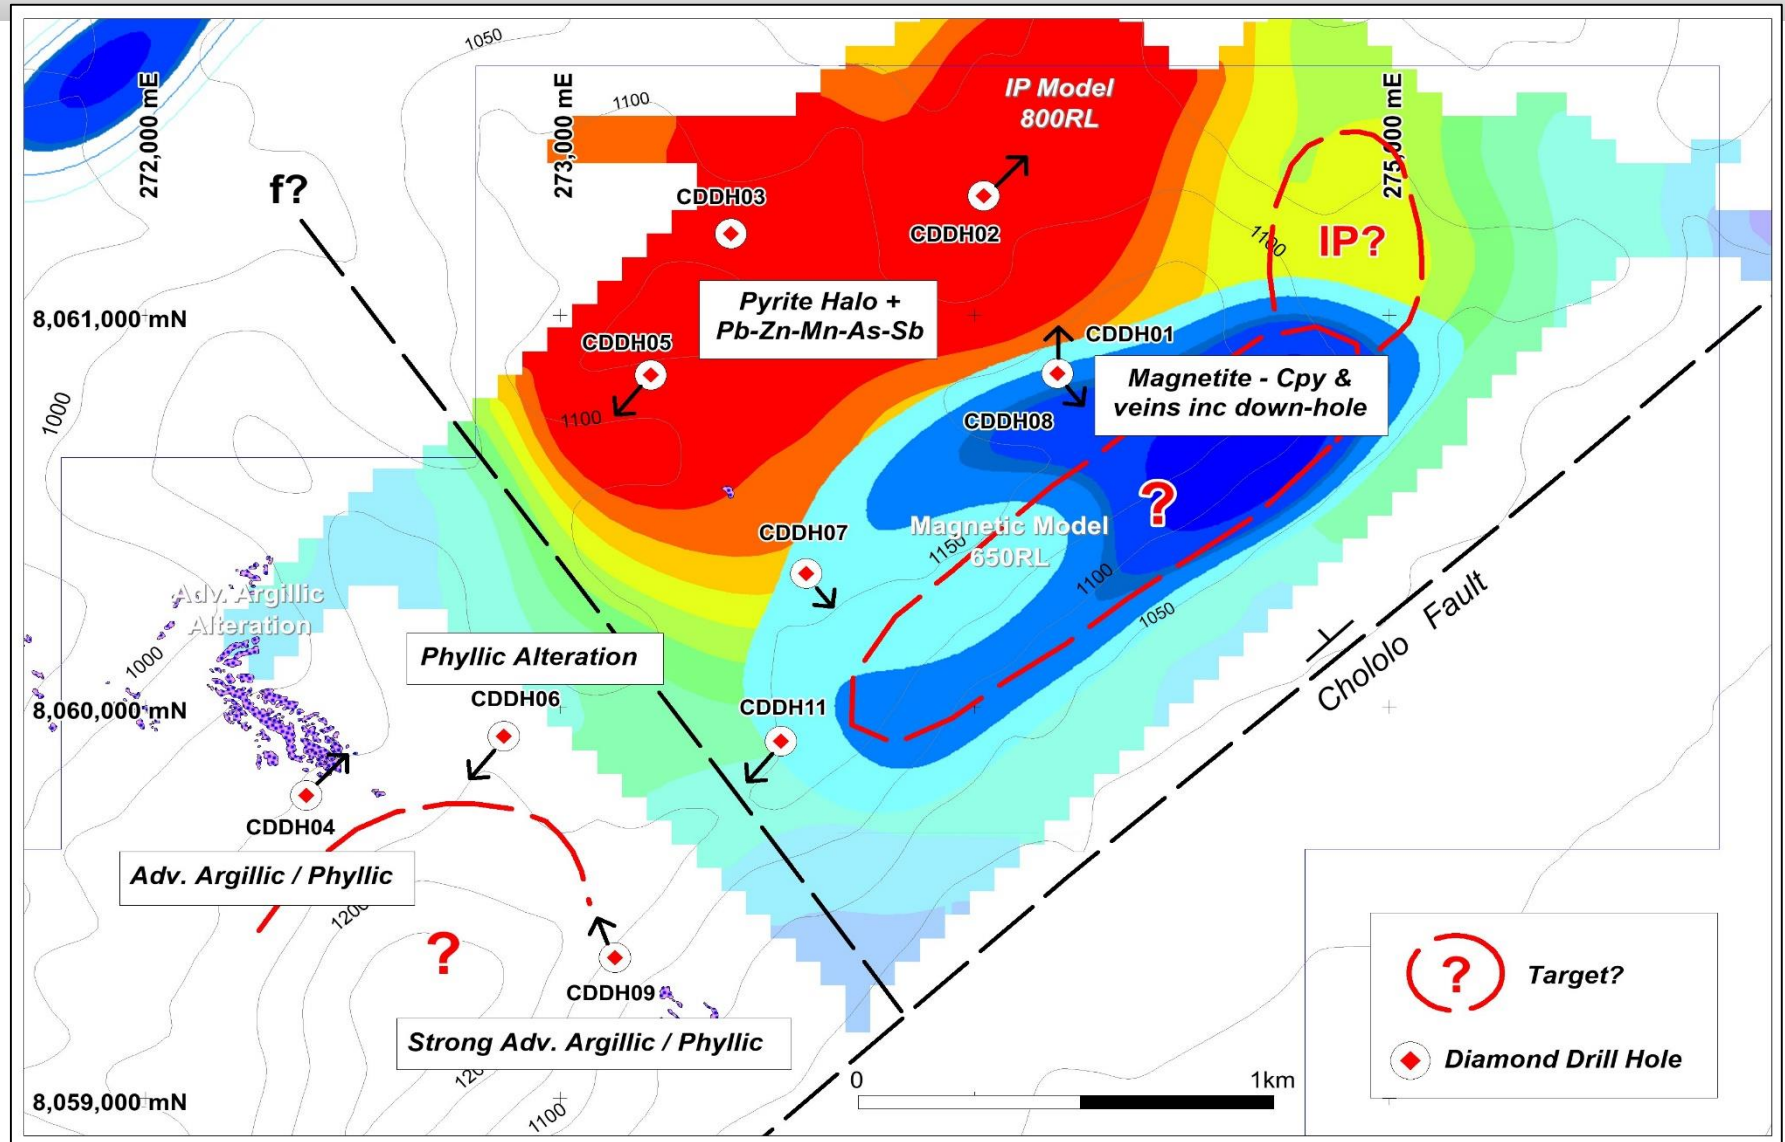 1050
272,000 mE
273,000 mE
275,000 mE
IP Model
800RL
1100
f?
CDDH03
CDDH02
1100
IP?
8,061,000 mN
Pyrite Halo +
Pb-Zn-Mn-As-Sb
CDDH05
CDDH01
Magnetite - Cpy &
veins inc down-hole
1000
1100
CDDH08
?
CDDH07
Magnetic Model
650RL
1150
1100
1050
Adv. Argillic
Alteration
1000
Phyllic Alteration
Chololo Fault
CDDH06
8,060,000 mN
CDDH11
CDDH04
Adv. Argillic / Phyllic
1200
?
CDDH09
Strong Adv. Argillic / Phyllic
?
Target?
Diamond Drill Hole
0
1km
8,059,000 mN
1100